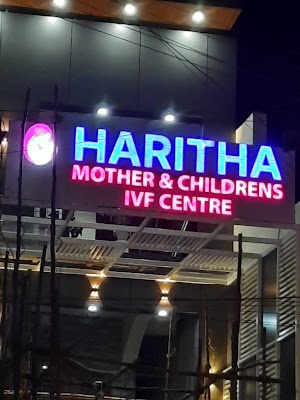 HARITHA
MOTHER & CHILDRENS
IVF CENTRE